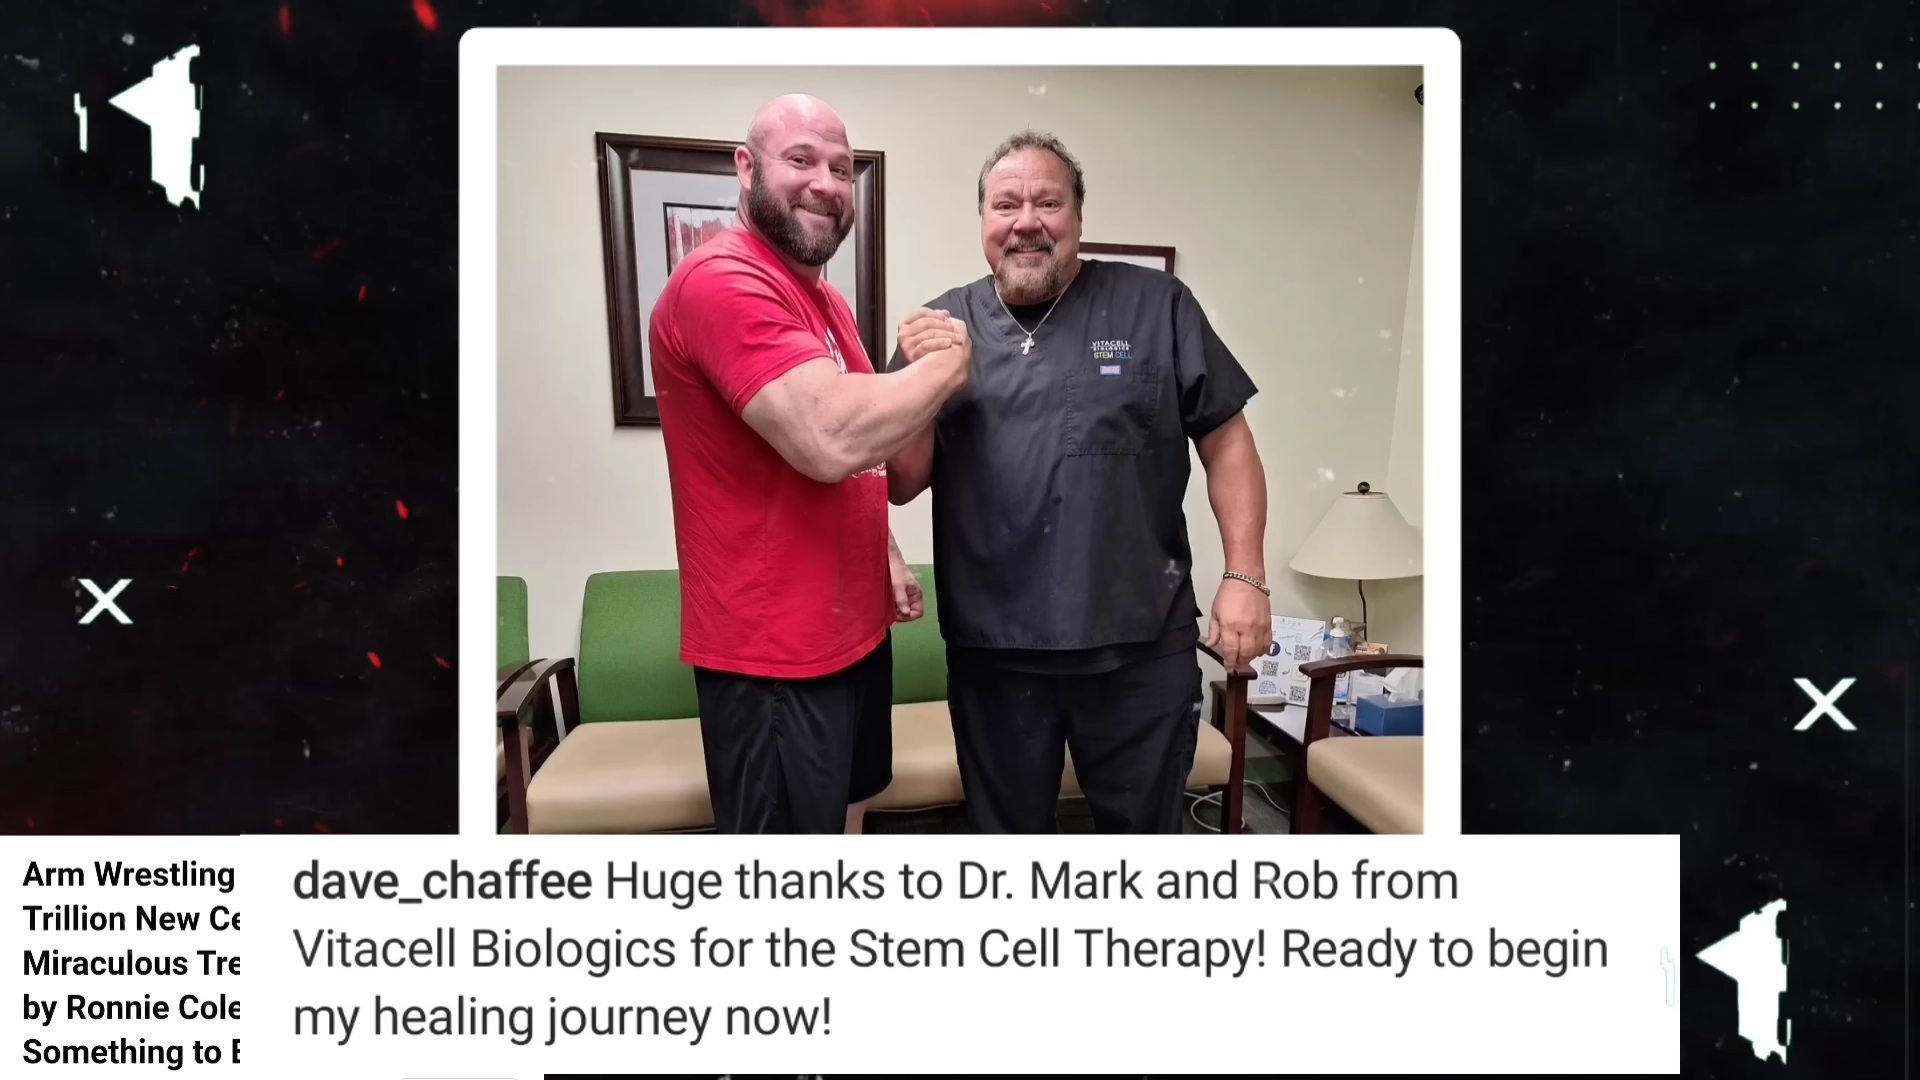 VITACELL
BIOLOGICS
STEM CELL
Arm Wrestling
Trillion New Ce
Miraculous Tre
by Ronnie Cole
Something to
dave_chaffee Huge thanks to Dr. Mark and Rob from
Vitacell Biologics for the Stem Cell Therapy! Ready to begin
my healing journey now!